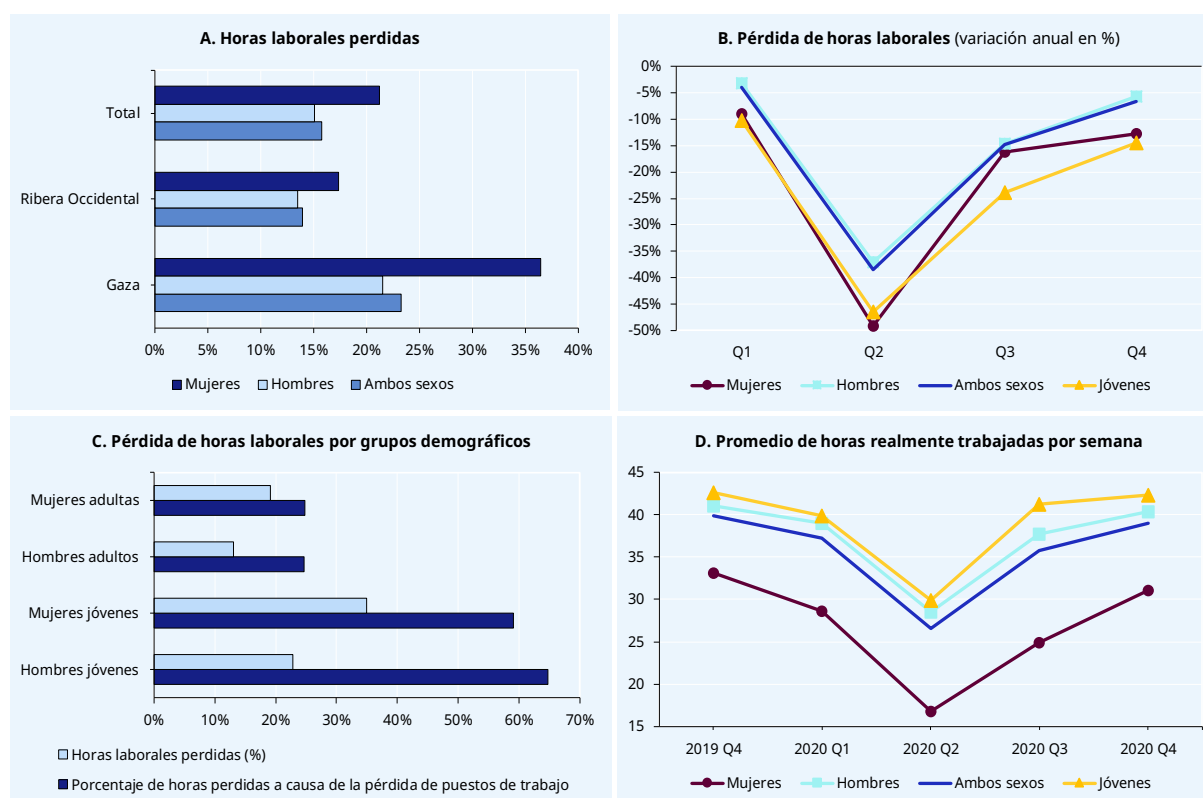 A. Horas laborales perdidas
Total
Ribera Occidental
Gaza
0% 5% 10% 15% 20% 25% 30% 35% 40%
Mujeres Hombres Ambos sexos
B. Pérdida de horas laborales (variación anual en %)
0%
-5%
-10%
-15%
-20%
-25%
-30%
-35%
-40%
-45%
-50%
Q1 Q2 Q3 Q4
Mujeres Hombres Ambos sexos Jóvenes
C. Pérdida de horas laborales por grupos demográficos
Mujeres adultas
Hombres adultos
Mujeres jóvenes
Hombres jóvenes
0% 10% 20% 30% 40% 50% 60% 70%
Horas laborales perdidas (%)
Porcentaje de horas perdidas a causa de la pérdida de puestos de trabajo
D. Promedio de horas realmente trabajadas por semana
45
40
35
30
25
20
15
2019 Q4 2020 Q1 2020 Q2 2020 Q3 2020 Q4
Mujeres Hombres Ambos sexos Jóvenes